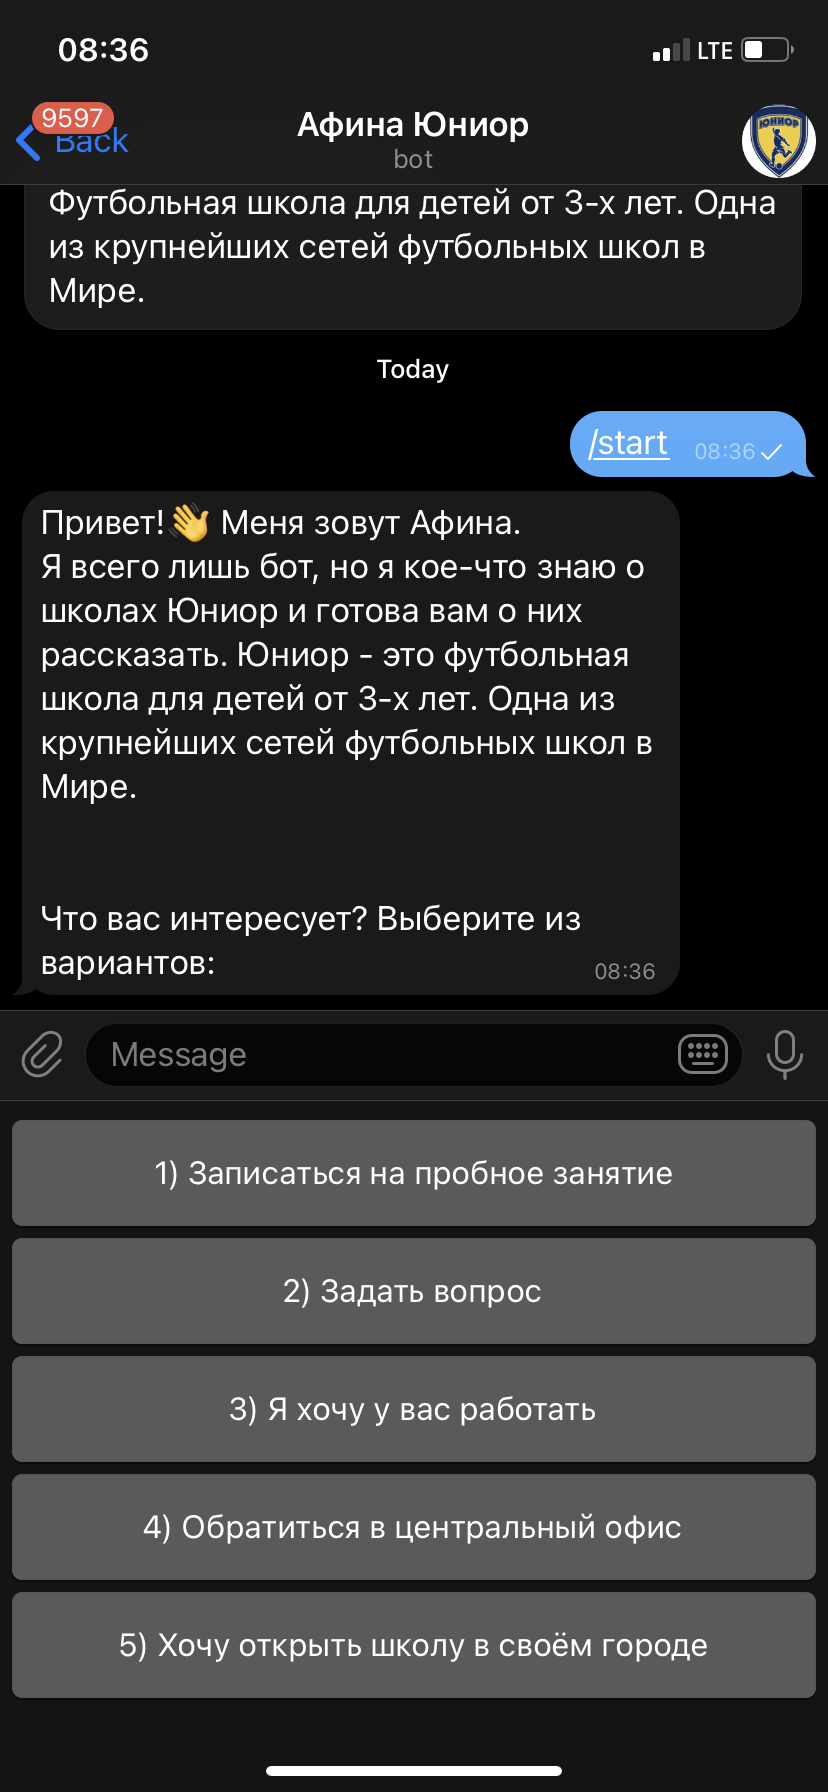 08:36
LTE
9597
Back
Афина Юниор
bot
ЮНИОР
Футбольная школа для детей от 3-х лет. Одна
из крупнейших сетей футбольных школ в
Мире.
Today
/start 08:36
Привет!👋 Меня зовут Афина.
Я всего лишь бот, но я кое-что знаю о
школах Юниор и готова вам о них
рассказать. Юниор - это футбольная
школа для детей от 3-х лет. Одна из
крупнейших сетей футбольных школ в
Мире.
Что вас интересует? Выберите из
вариантов:
08:36
Message
1) Записаться на пробное занятие
2) Задать вопрос
3) Я хочу у вас работать
4) Обратиться в центральный офис
5) Хочу открыть школу в своём городе